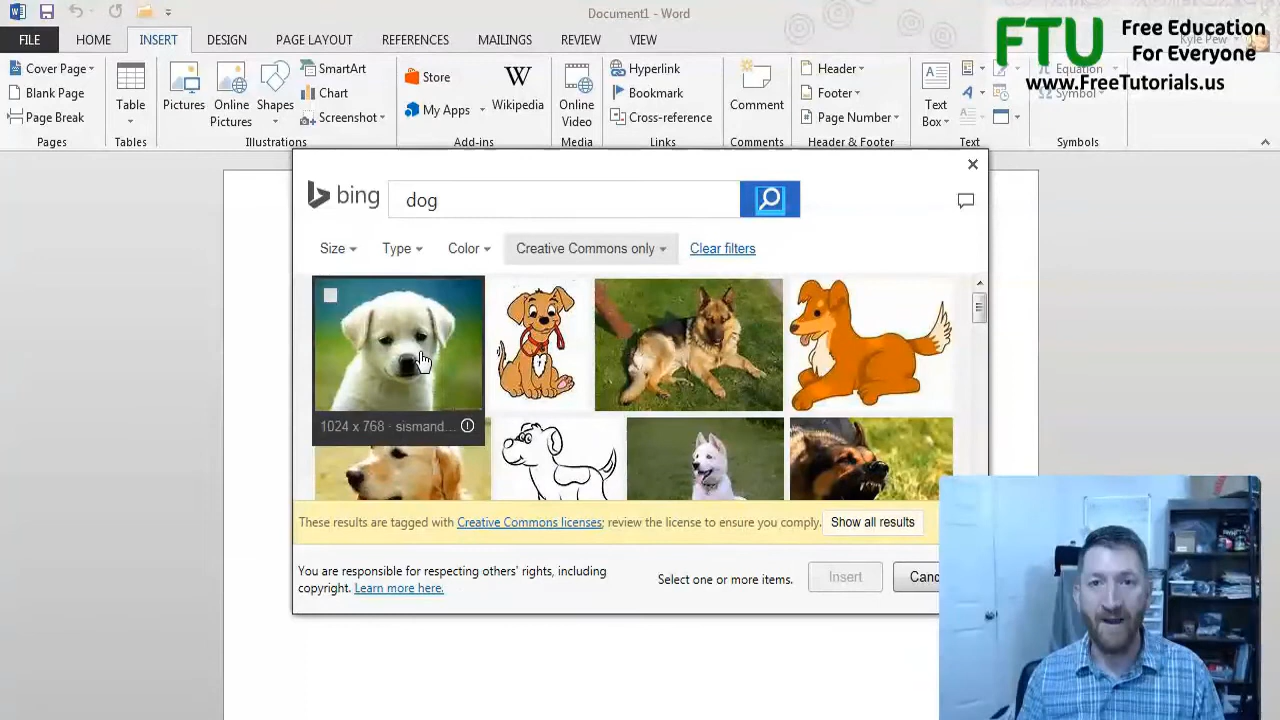 Document1 - Word
FTU Free Education
For Everyone
www.FreeTutorials.us
FILE HOME INSERT DESIGN PAGE REFERENCES MAILINGS REVIEW VIEW Kyle Pew
Cover Page
Blank Page
Page Break
Pages
Table
Tables
Pictures
Online
Pictures
Shapes
SmartArt
Chart
Screenshot
Illustrations
Store
My Apps
Wikipedia
Add-ins
Online
Video
Media
Hyperlink
Bookmark
Cross-reference
Links
Comment
Comments
Header
Footer
Page Number
Header & Footer
Text
Box
Text
Equation
Symbol
Symbols
bing dog
Size Type Color Creative Commons only Clear filters
1024 x 768 · sismand...
These results are tagged with Creative Commons licenses; review the license to ensure you comply. Show all results
You are responsible for respecting others' rights, including
copyright. Learn more here.
Select one or more items. Insert Canc